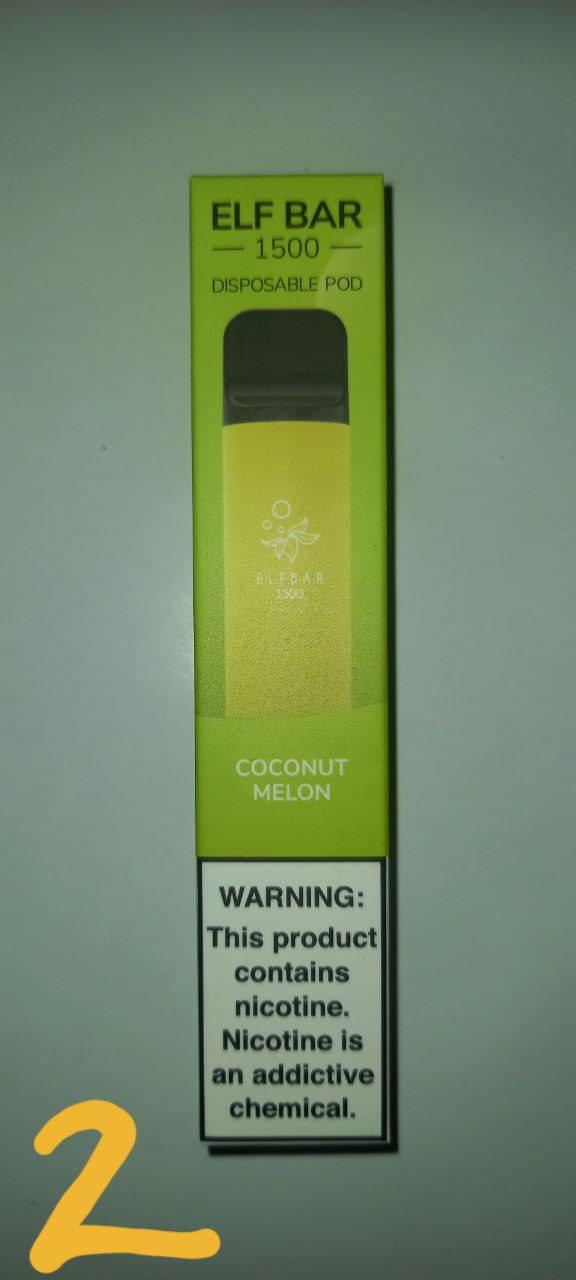 ELF BAR
1500
DISPOSABLE POD
ELFBAR
1500
COCONUT
MELON
WARNING:
This product
contains
nicotine.
Nicotine is
an addictive
chemical.
2